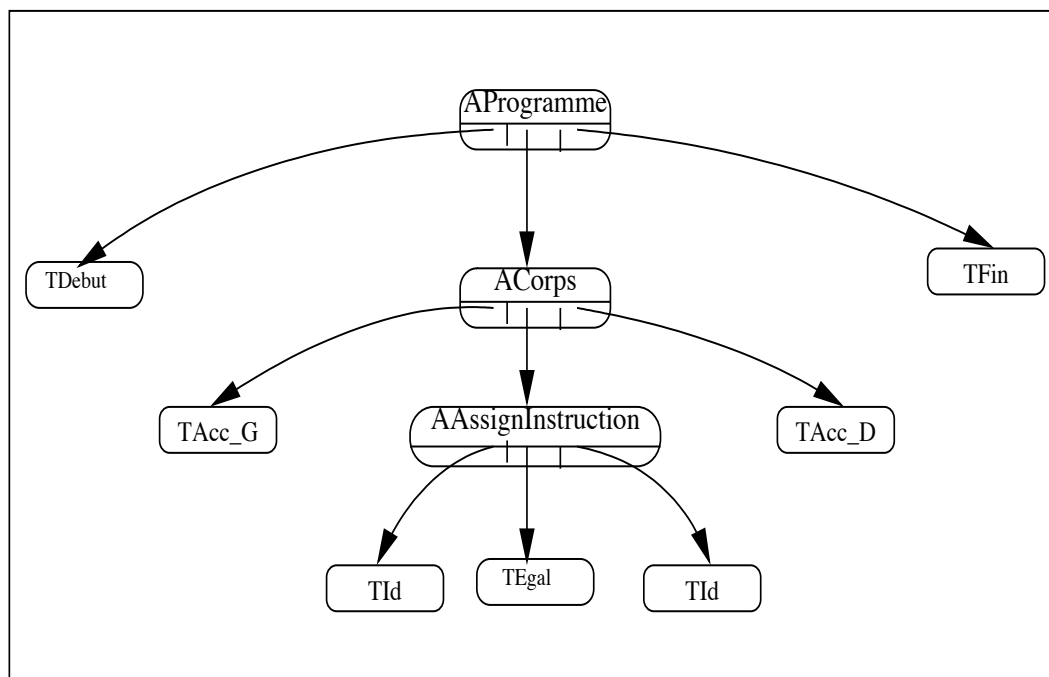 AProgramme
TDebut
TFin
ACorps
TAcc_G
AAssignInstruction
TAcc_D
TId
TEgal
TId